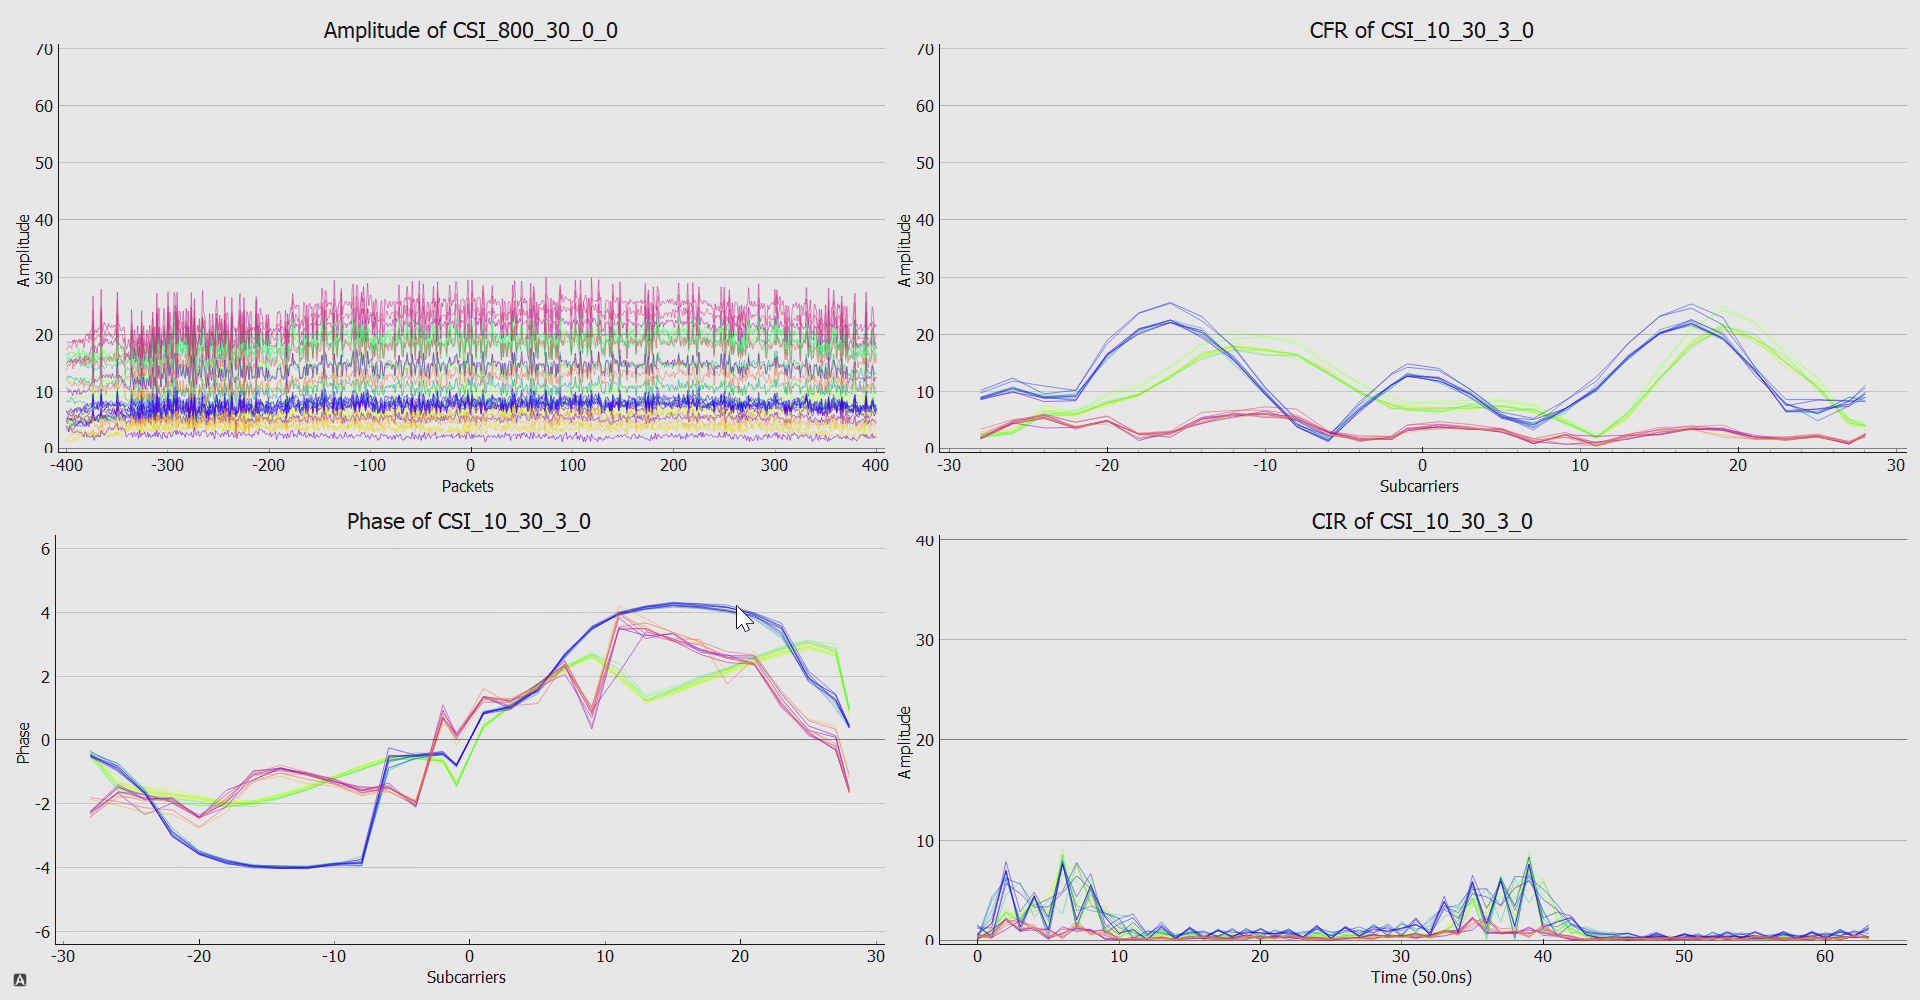 Amplitude of CSI_800_30_0_0
70
60
50
40
30
20
10
0
Amplitude
-400 -300 -200 -100 0 100 200 300 400
Packets
CFR of CSI_10_30_3_0
70
60
50
40
30
20
10
0
Amplitude
-30 -20 -10 0 10 20 30
Subcarriers
Phase of CSI_10_30_3_0
6
4
2
0
-2
-4
-6
Phase
-30 -20 -10 0 10 20 30
Subcarriers
A
CIR of CSI_10_30_3_0
40
30
20
10
0
Amplitude
0 10 20 30 40 50 60
Time (50.0ns)